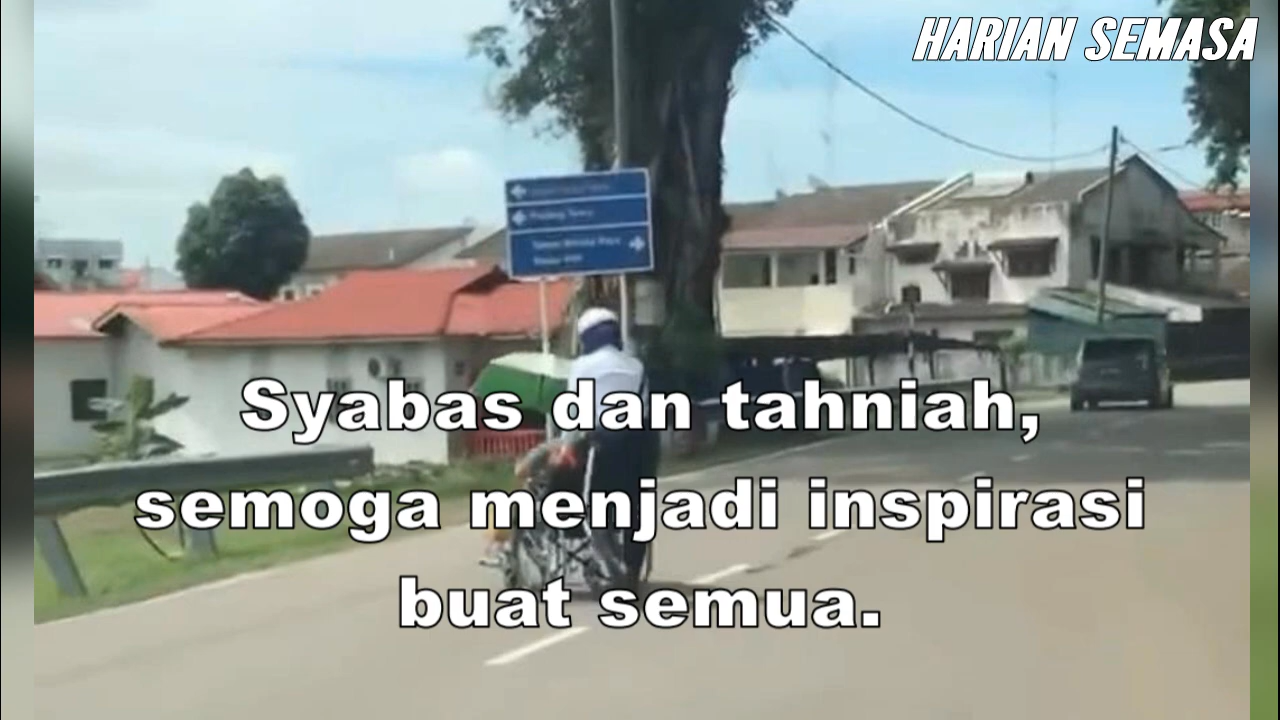 HARIAN SEMASA
Syabas dan tahniah,
semoga menjadi inspirasi
buat semua.